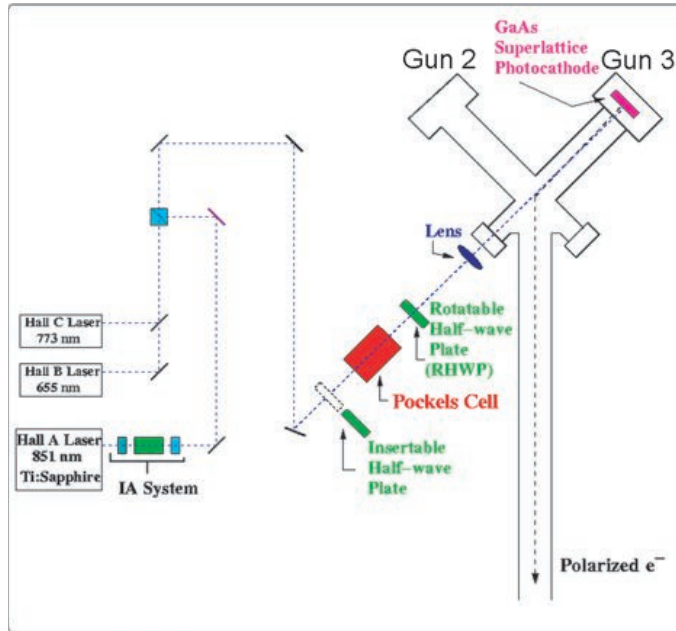 GaAs
Superlattice
Photocathode
Gun 2
Gun 3
Lens
Hall C Laser
773 nm
Hall B Laser
655 nm
Hall A Laser
851 nm
Ti:Sapphire
IA System
Rotatable
Half-wave
Plate
(RHWP)
Pockels Cell
Insertable
Half-wave
Plate
Polarized e⁻